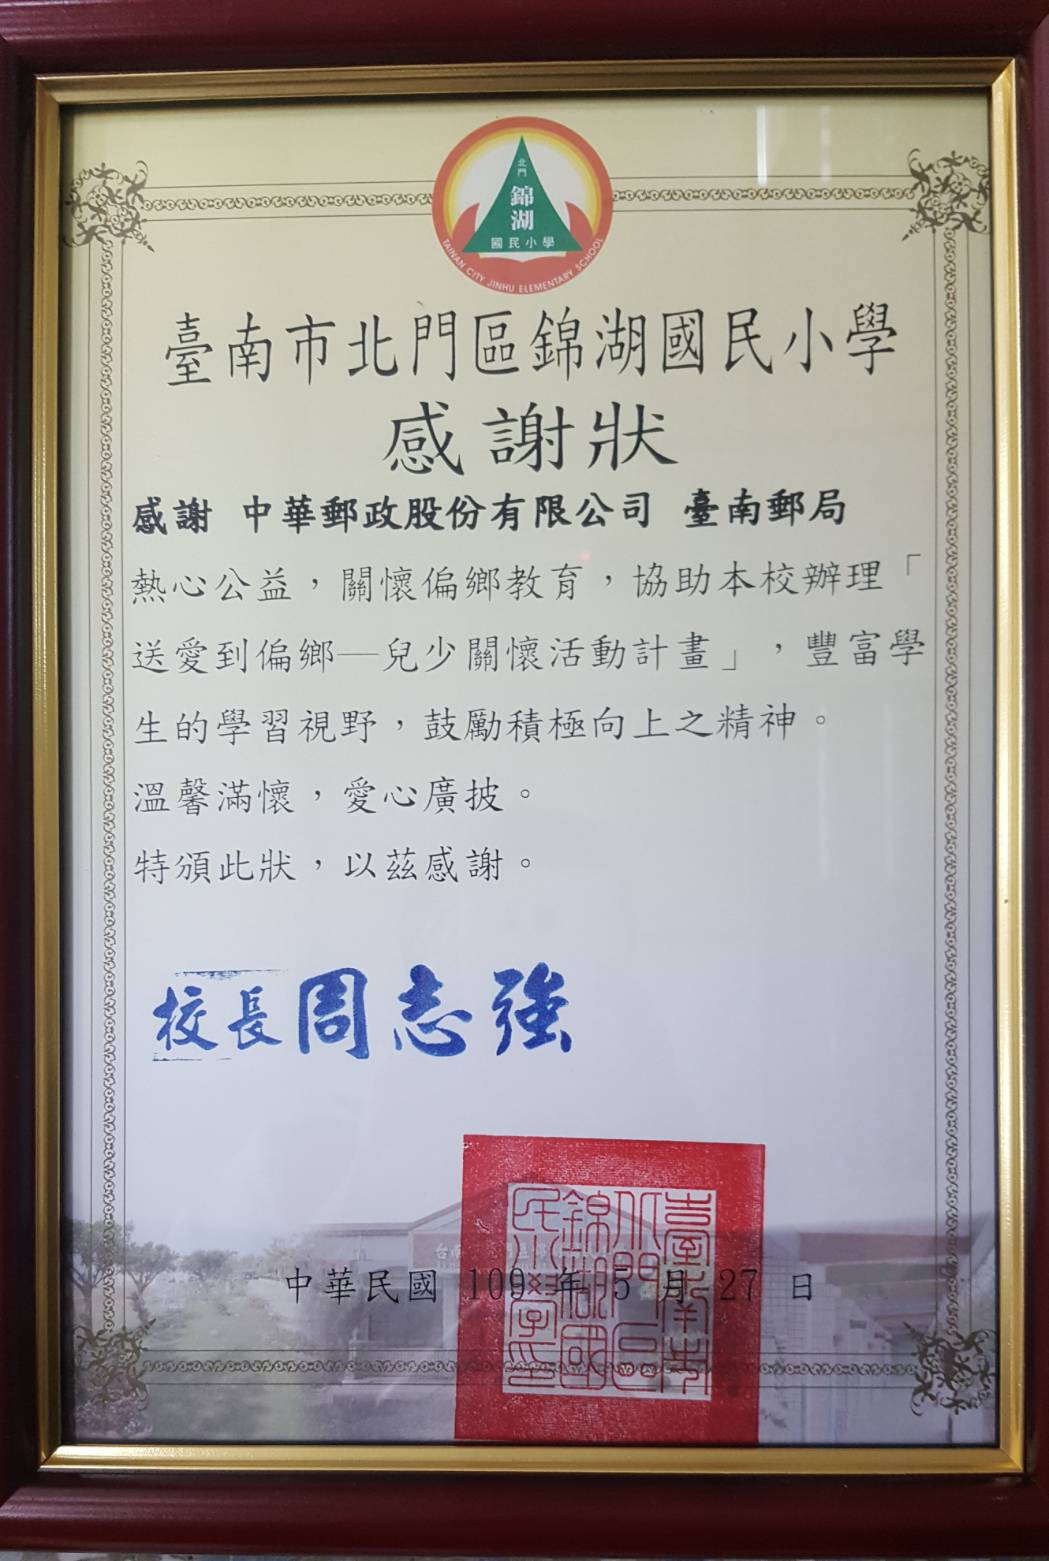 北門
錦湖
國民小學
TAINAN CITY JINHU ELEMENTARY SCHOOL
臺南市北門區錦湖國民小學
感謝狀
感謝 中華郵政股份有限公司 臺南郵局
熱心公益，關懷偏鄉教育，協助本校辦理「
送愛到偏鄉—兒少關懷活動計畫」，豐富學
生的學習視野，鼓勵積極向上之精神。
溫馨滿懷，愛心廣披。
特頒此狀，以茲感謝。
校長周志強
中華民國 109 年 5 月 27 日
臺南市
北門區
錦湖國
民小學印